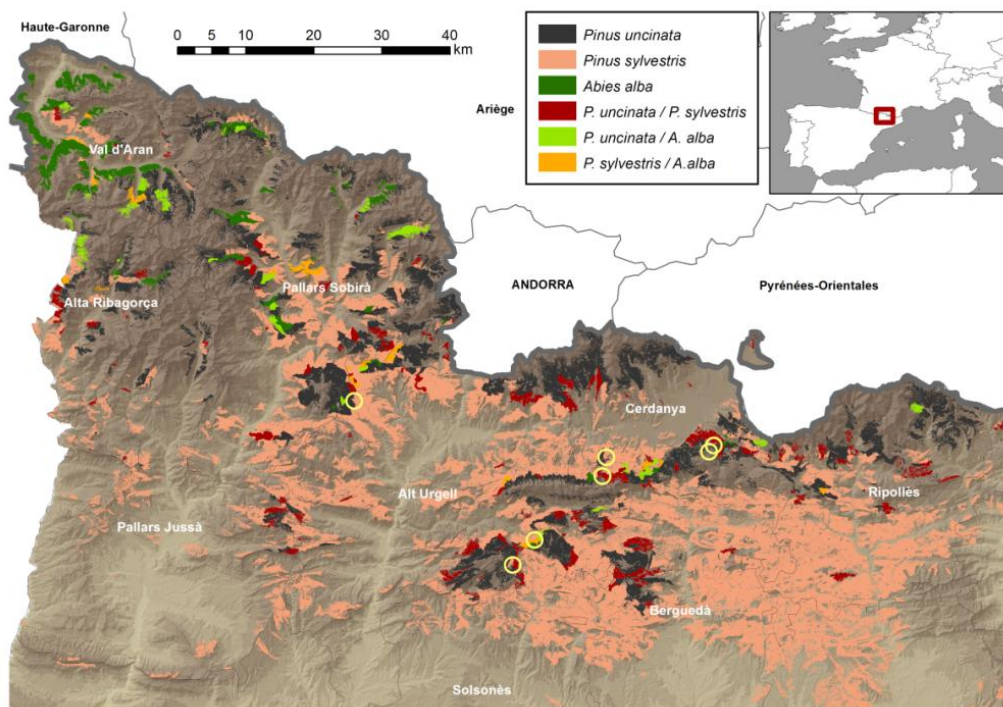 Haute-Garonne
0 5 10 20 30 40
km
Pinus uncinata
Pinus sylvestris
Abies alba
P. uncinata / P. sylvestris
P. uncinata / A. alba
P. sylvestris / A.alba
Ariège
Val d'Aran
ANDORRA
Pyrénées-Orientales
Pallars Sobirà
Alta Ribagorça
Cerdanya
Alt Urgell
Ripollès
Pallars Jussà
Berguedà
Solsonès